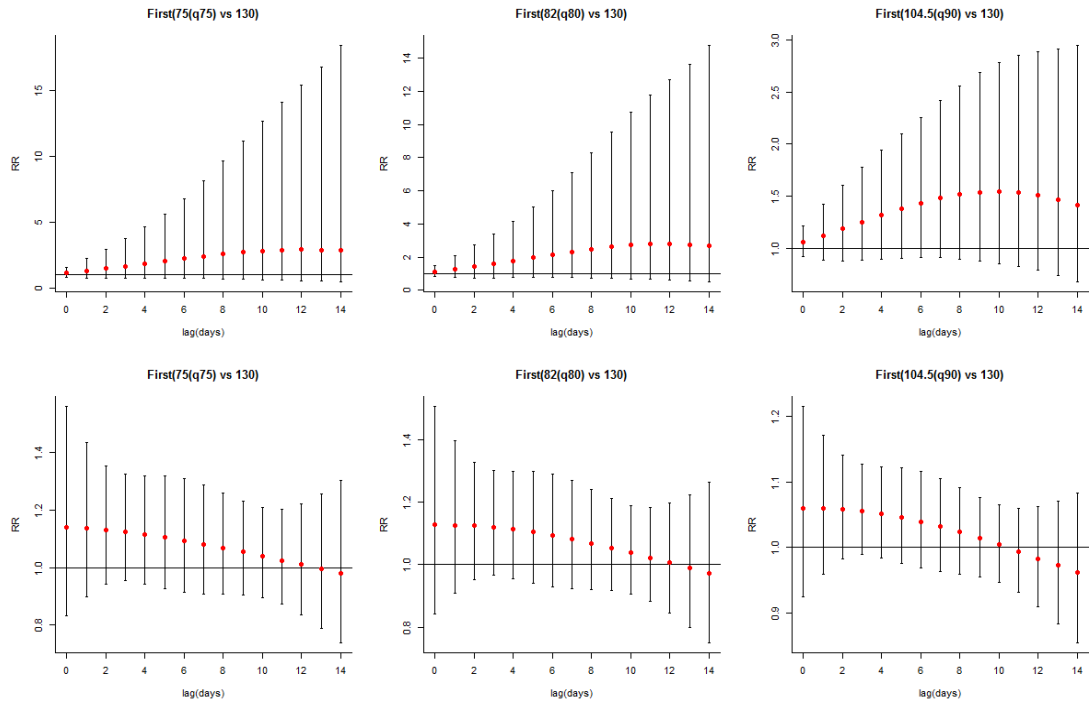 First(75(q75) vs 130)
RR
0
5
10
15
0 2 4 6 8 10 12 14
lag(days)
First(82(q80) vs 130)
RR
0
2
4
6
8
10
12
14
0 2 4 6 8 10 12 14
lag(days)
First(104.5(q90) vs 130)
RR
1.0
1.5
2.0
2.5
3.0
0 2 4 6 8 10 12 14
lag(days)
First(75(q75) vs 130)
RR
0.8
1.0
1.2
1.4
0 2 4 6 8 10 12 14
lag(days)
First(82(q80) vs 130)
RR
0.8
1.0
1.2
1.4
0 2 4 6 8 10 12 14
lag(days)
First(104.5(q90) vs 130)
RR
0.9
1.0
1.1
1.2
0 2 4 6 8 10 12 14
lag(days)